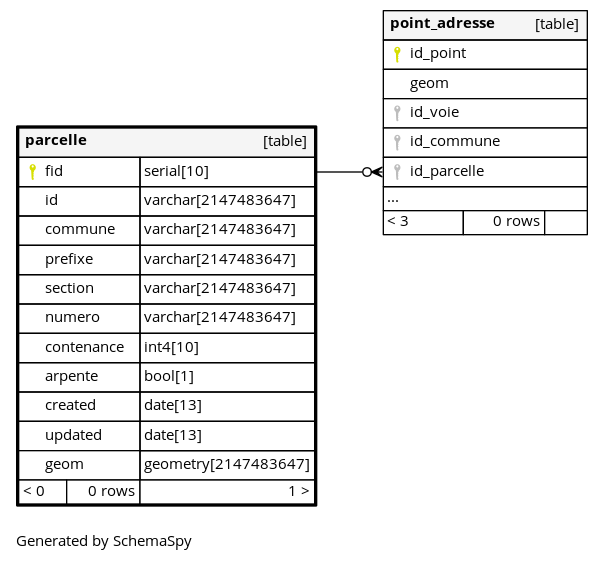 point_adresse [table]
id_point
geom
id_voie
id_commune
id_parcelle
...
< 3 0 rows
parcelle [table]
fid serial[10]
id varchar[2147483647]
commune varchar[2147483647]
prefixe varchar[2147483647]
section varchar[2147483647]
numero varchar[2147483647]
contenance int4[10]
arpente bool[1]
created date[13]
updated date[13]
geom geometry[2147483647]
< 0 0 rows 1 >
Generated by SchemaSpy